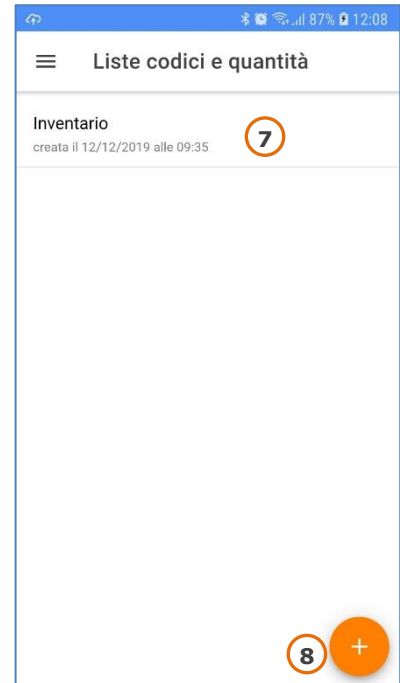 87% 12:08
Liste codici e quantità
Inventario
creata il 12/12/2019 alle 09:35
7
8
+